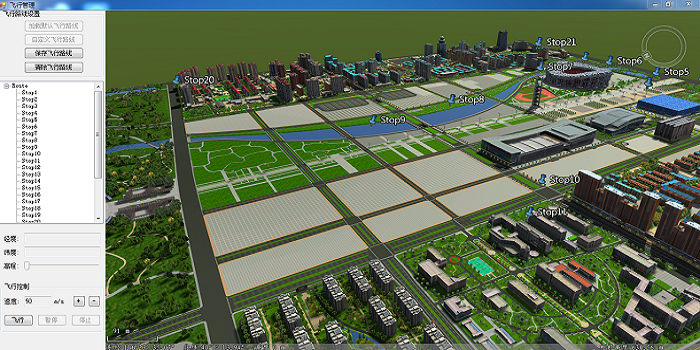 飞行管理
飞行路线设置
加载默认飞行路线
自定义飞行路线
保存飞行路线
清除飞行路线
Route
Stop1
Stop2
Stop3
Stop4
Stop5
Stop6
Stop7
Stop8
Stop9
Stop10
Stop11
Stop12
Stop13
Stop14
Stop15
Stop16
Stop17
Stop18
Stop19
经度:
纬度:
高程:
飞行控制
速度: 50 m/s + -
飞行 暂停 停止
Stop20
Stop21
Stop7
Stop6
Stop5
Stop8
Stop9
Stop10
Stop11
91 m